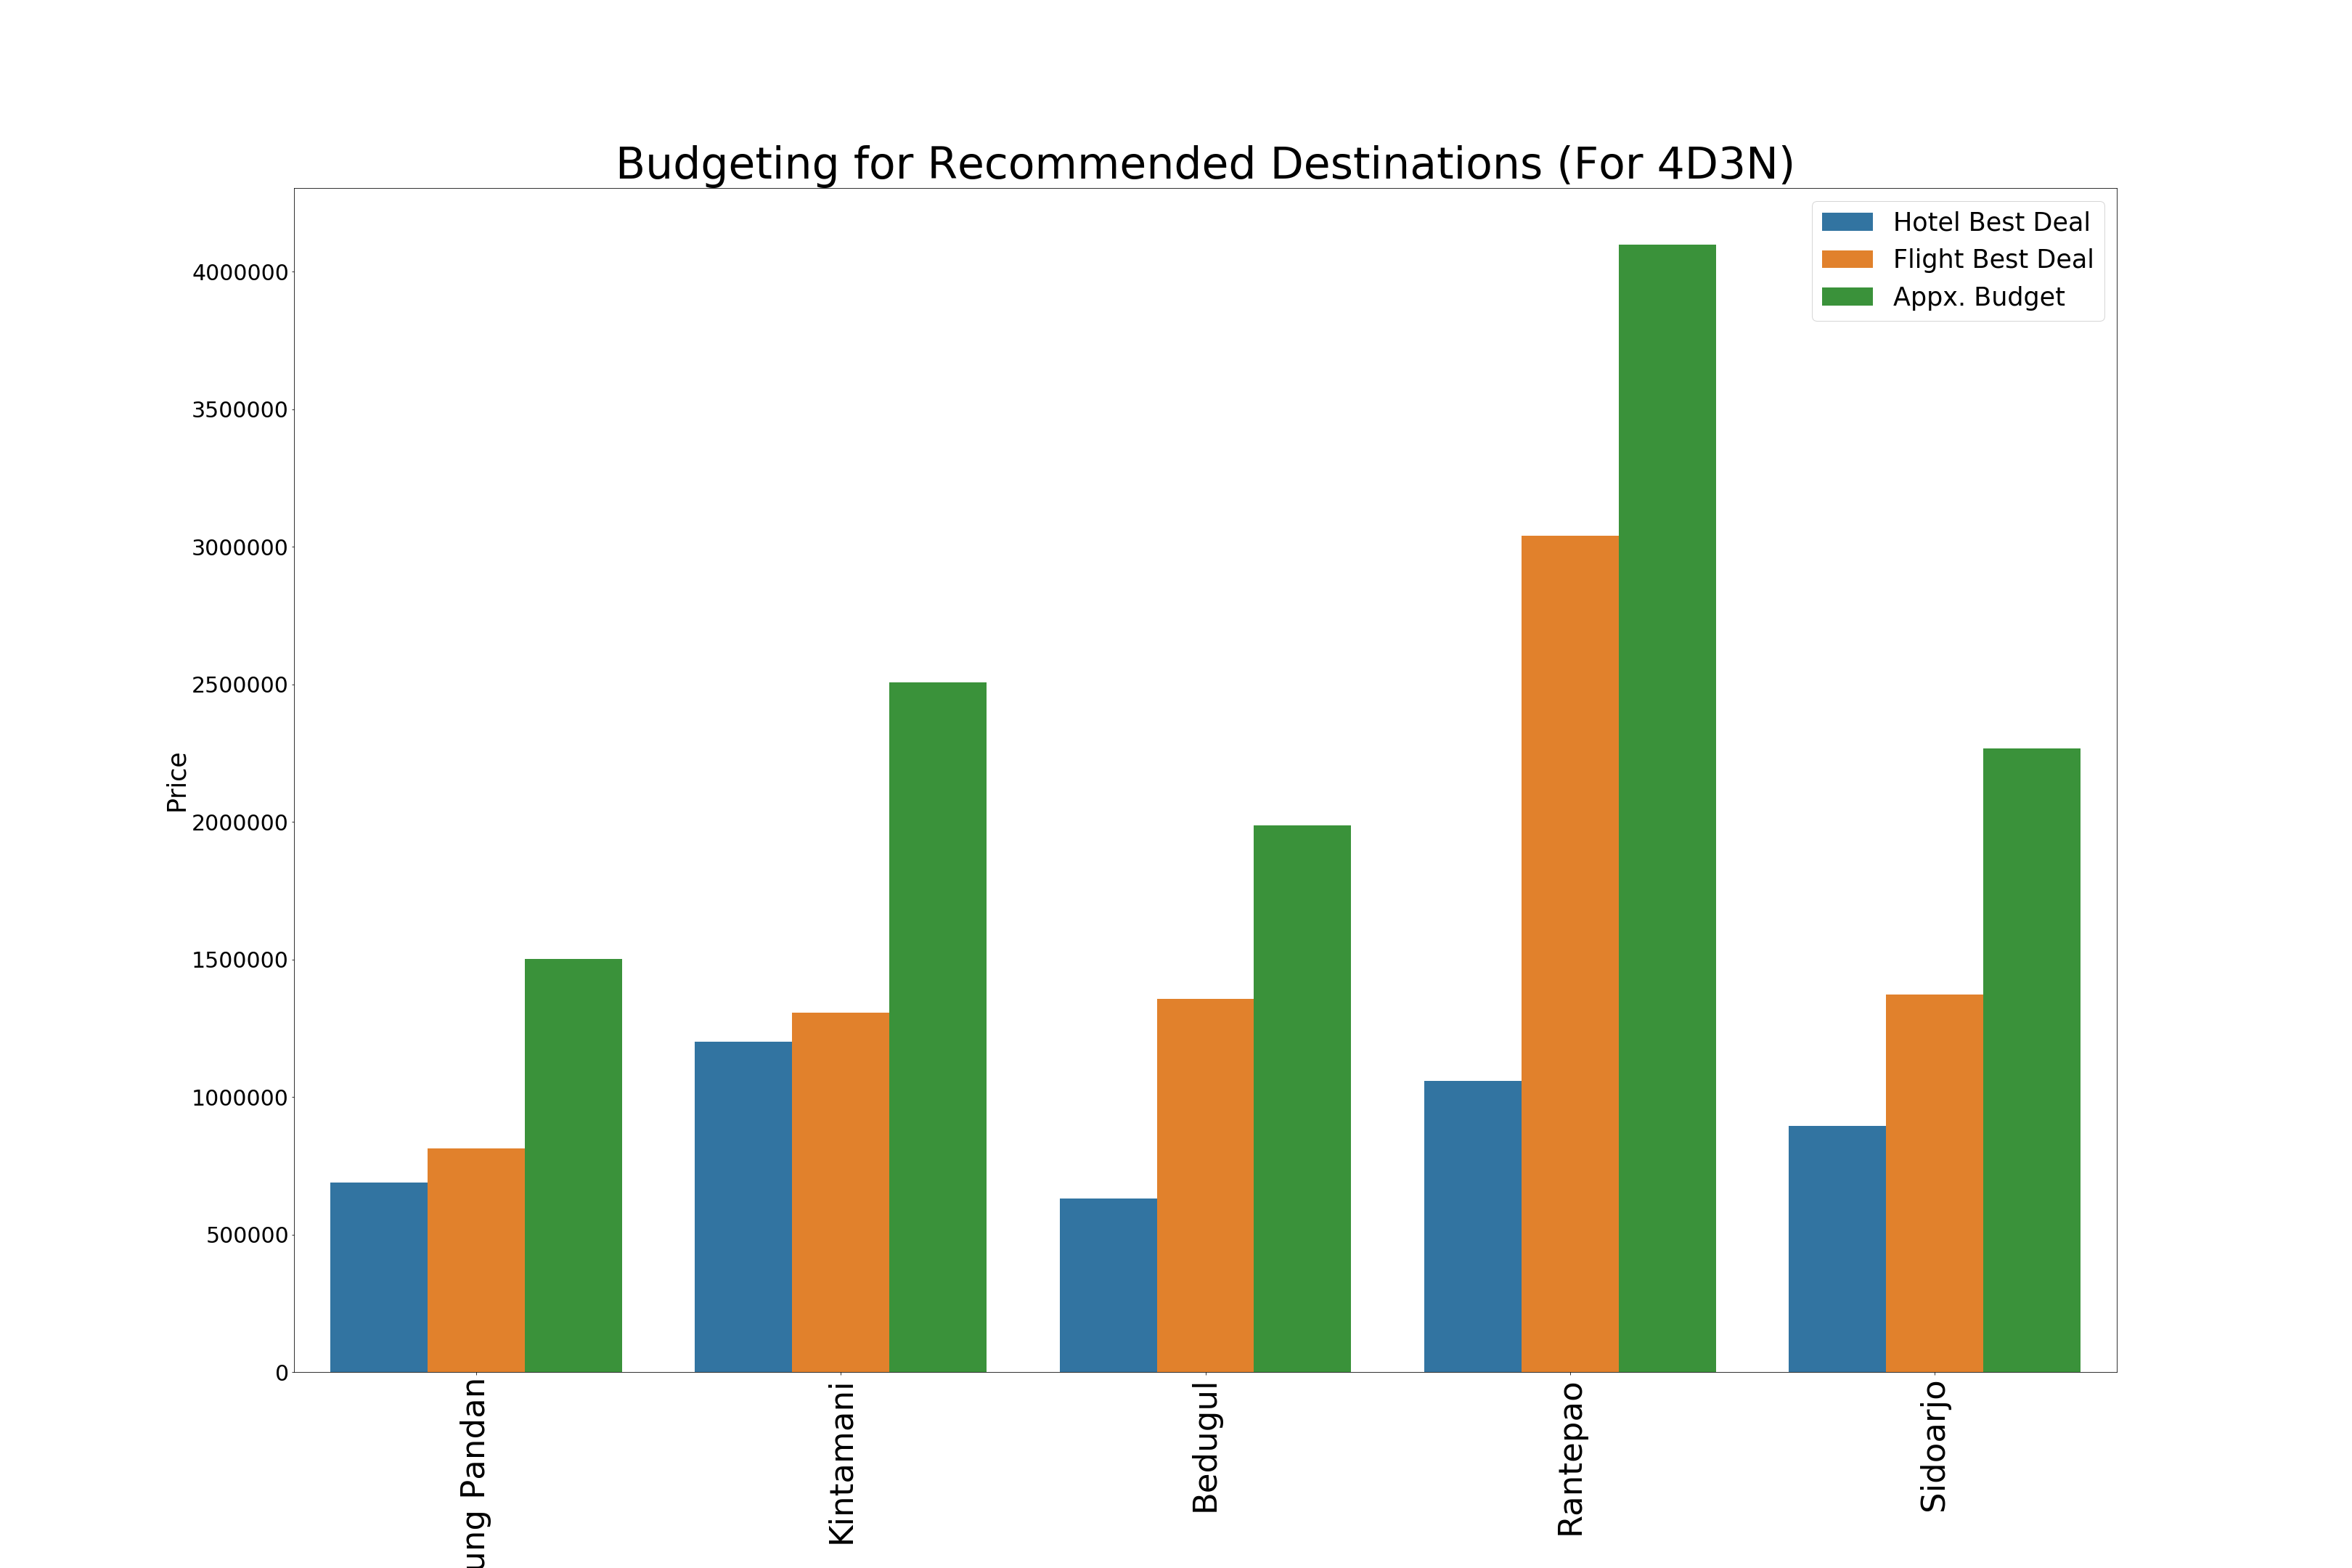 Budgeting for Recommended Destinations (For 4D3N)
Hotel Best Deal
Flight Best Deal
Appx. Budget
4000000
3500000
3000000
2500000
2000000
1500000
1000000
500000
0
Price
Pandan
Kintamani
Bedugul
Rantepao
Sidoarjo